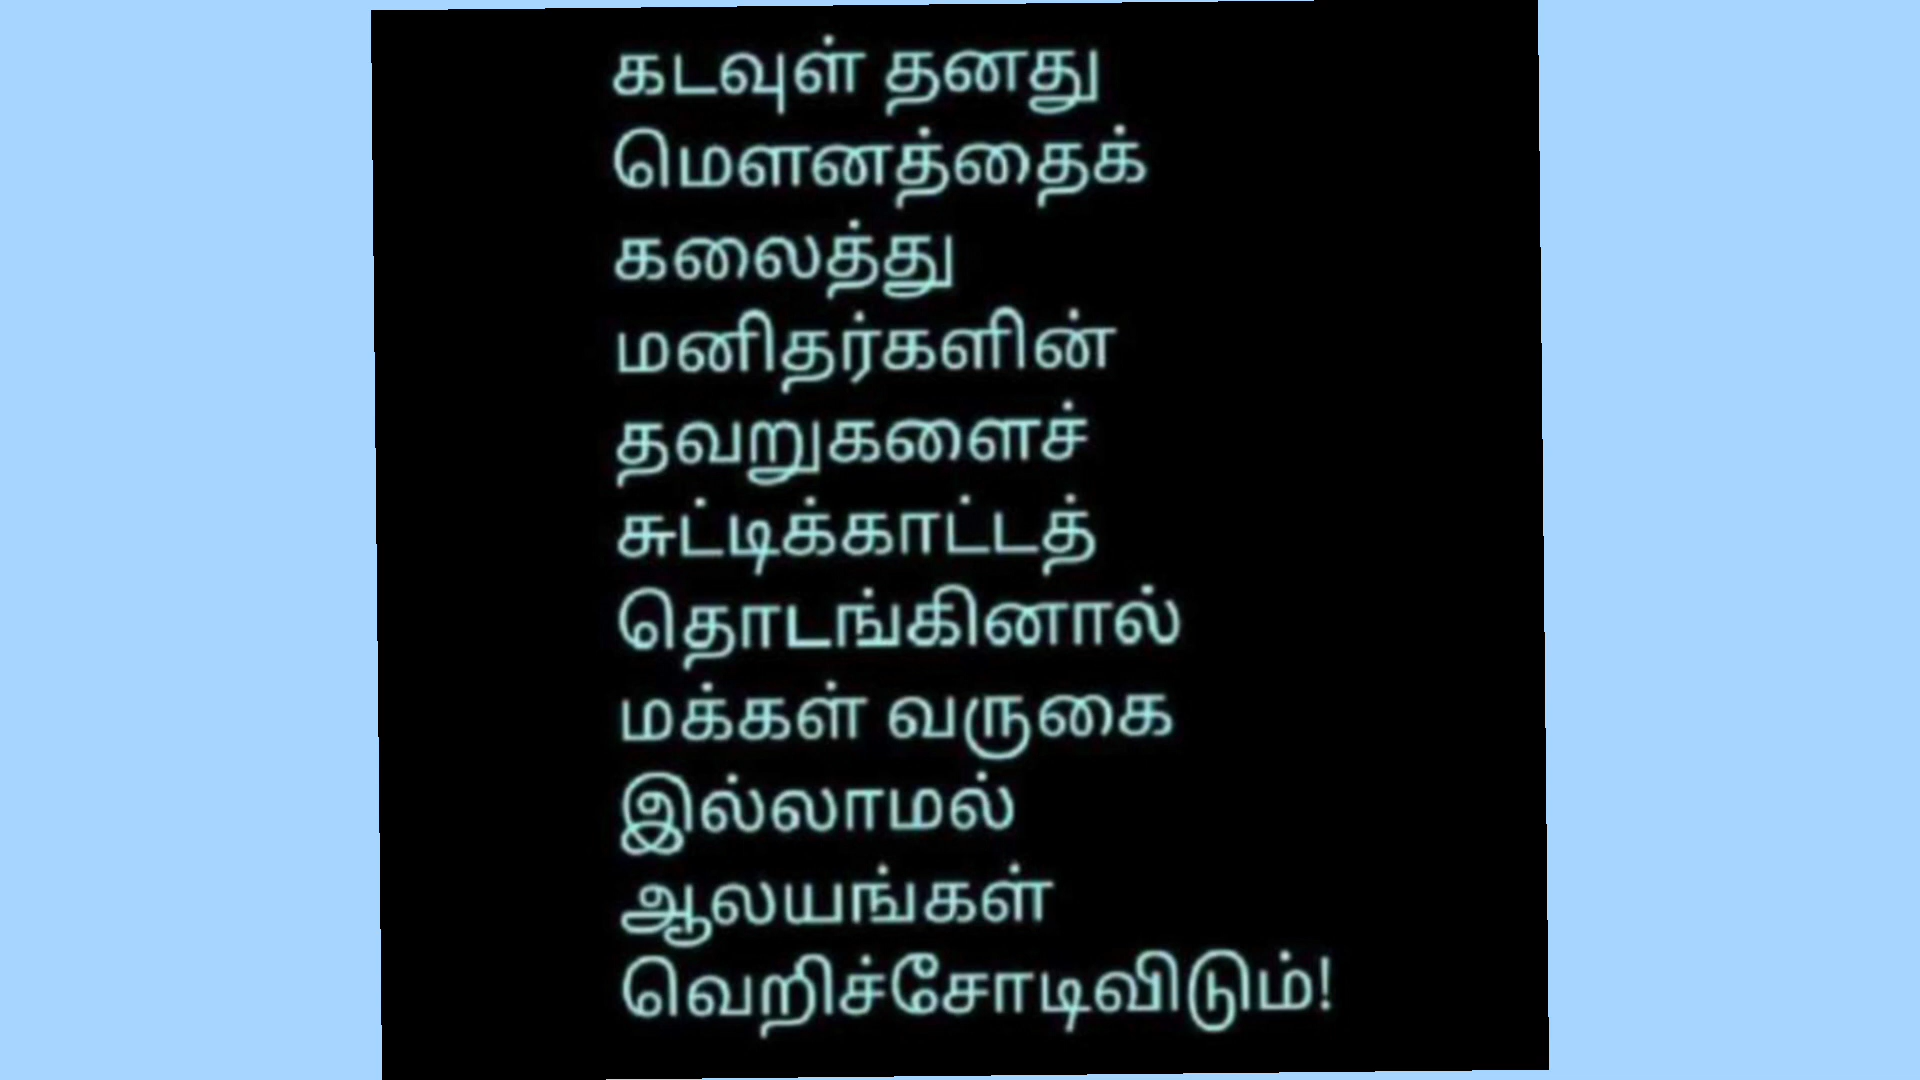 கடவுள் தனது
மௌனத்தைக்
கலைத்து
மனிதர்களின்
தவறுகளைச்
சுட்டிக்காட்டத்
தொடங்கினால்
மக்கள் வருகை
இல்லாமல்
ஆலயங்கள்
வெறிச்சோடிவிடும்!